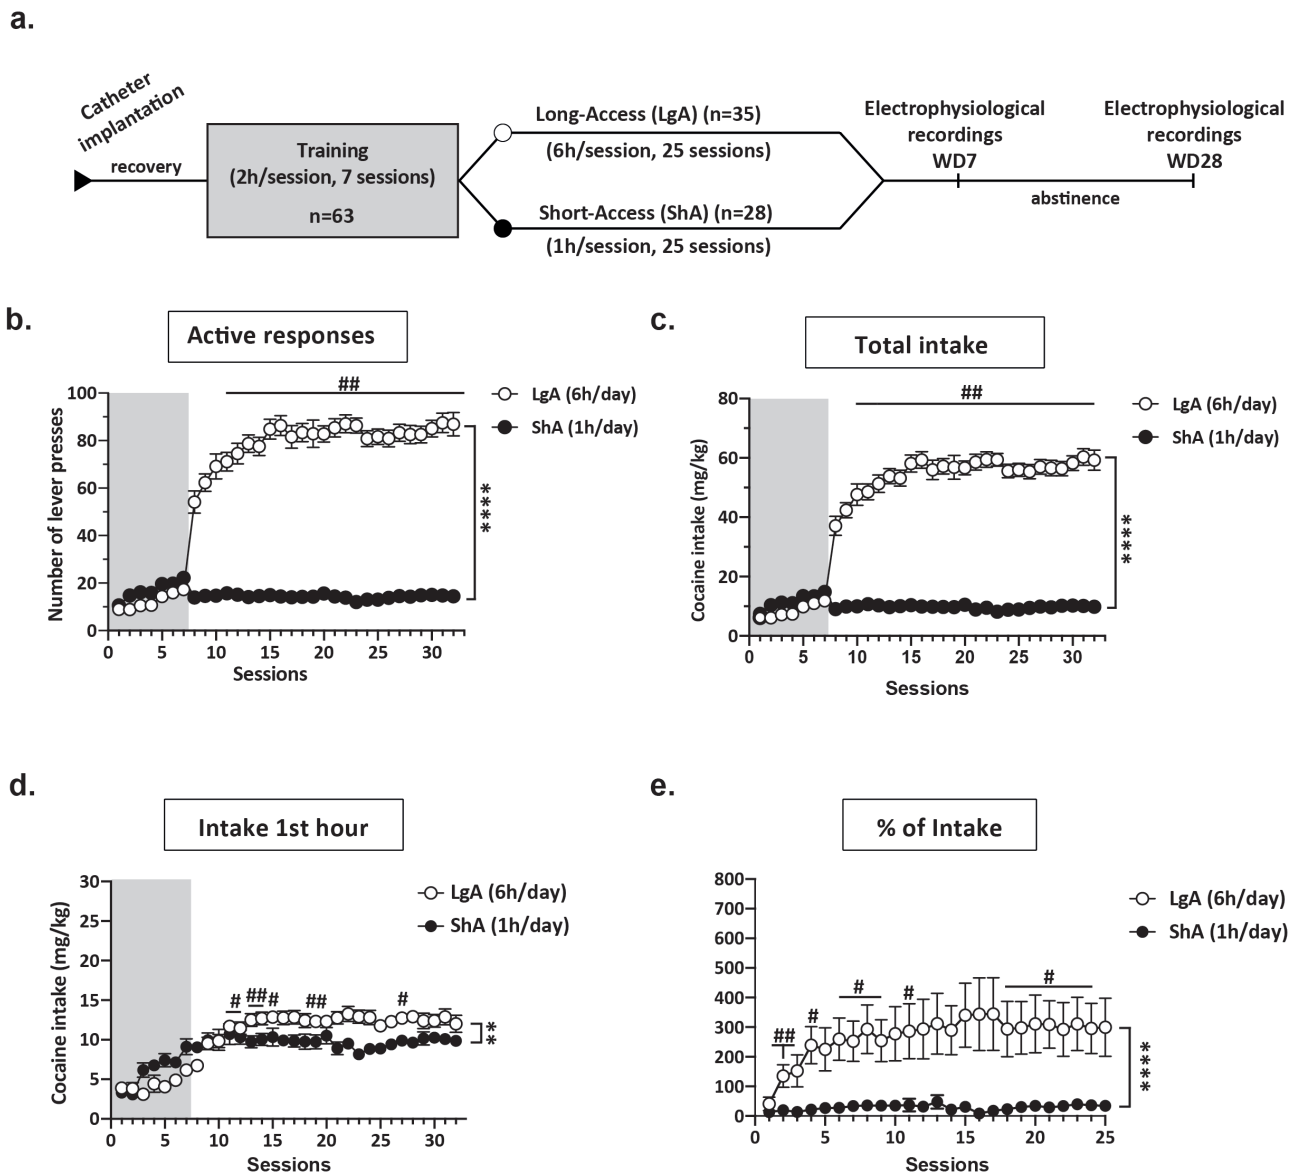 a.
Catheter
implantation
recovery
Training
(2h/session, 7 sessions)
n=63
Long-Access (LgA) (n=35)
(6h/session, 25 sessions)
Short-Access (ShA) (n=28)
(1h/session, 25 sessions)
Electrophysiological
recordings
WD7
abstinence
Electrophysiological
recordings
WD28
b.
Active responses
##
LgA (6h/day)
ShA (1h/day)
****
Number of lever presses
100
80
60
40
20
0
0 5 10 15 20 25 30
Sessions
c.
Total intake
##
LgA (6h/day)
ShA (1h/day)
****
Cocaine intake (mg/kg)
80
60
40
20
0
0 5 10 15 20 25 30
Sessions
d.
Intake 1st hour
LgA (6h/day)
ShA (1h/day)
# ## # ## #
**
Cocaine intake (mg/kg)
30
25
20
15
10
5
0
0 5 10 15 20 25 30
Sessions
e.
% of Intake
LgA (6h/day)
ShA (1h/day)
## # # # #
****
800
700
600
500
400
300
200
100
0
0 5 10 15 20 25
Sessions